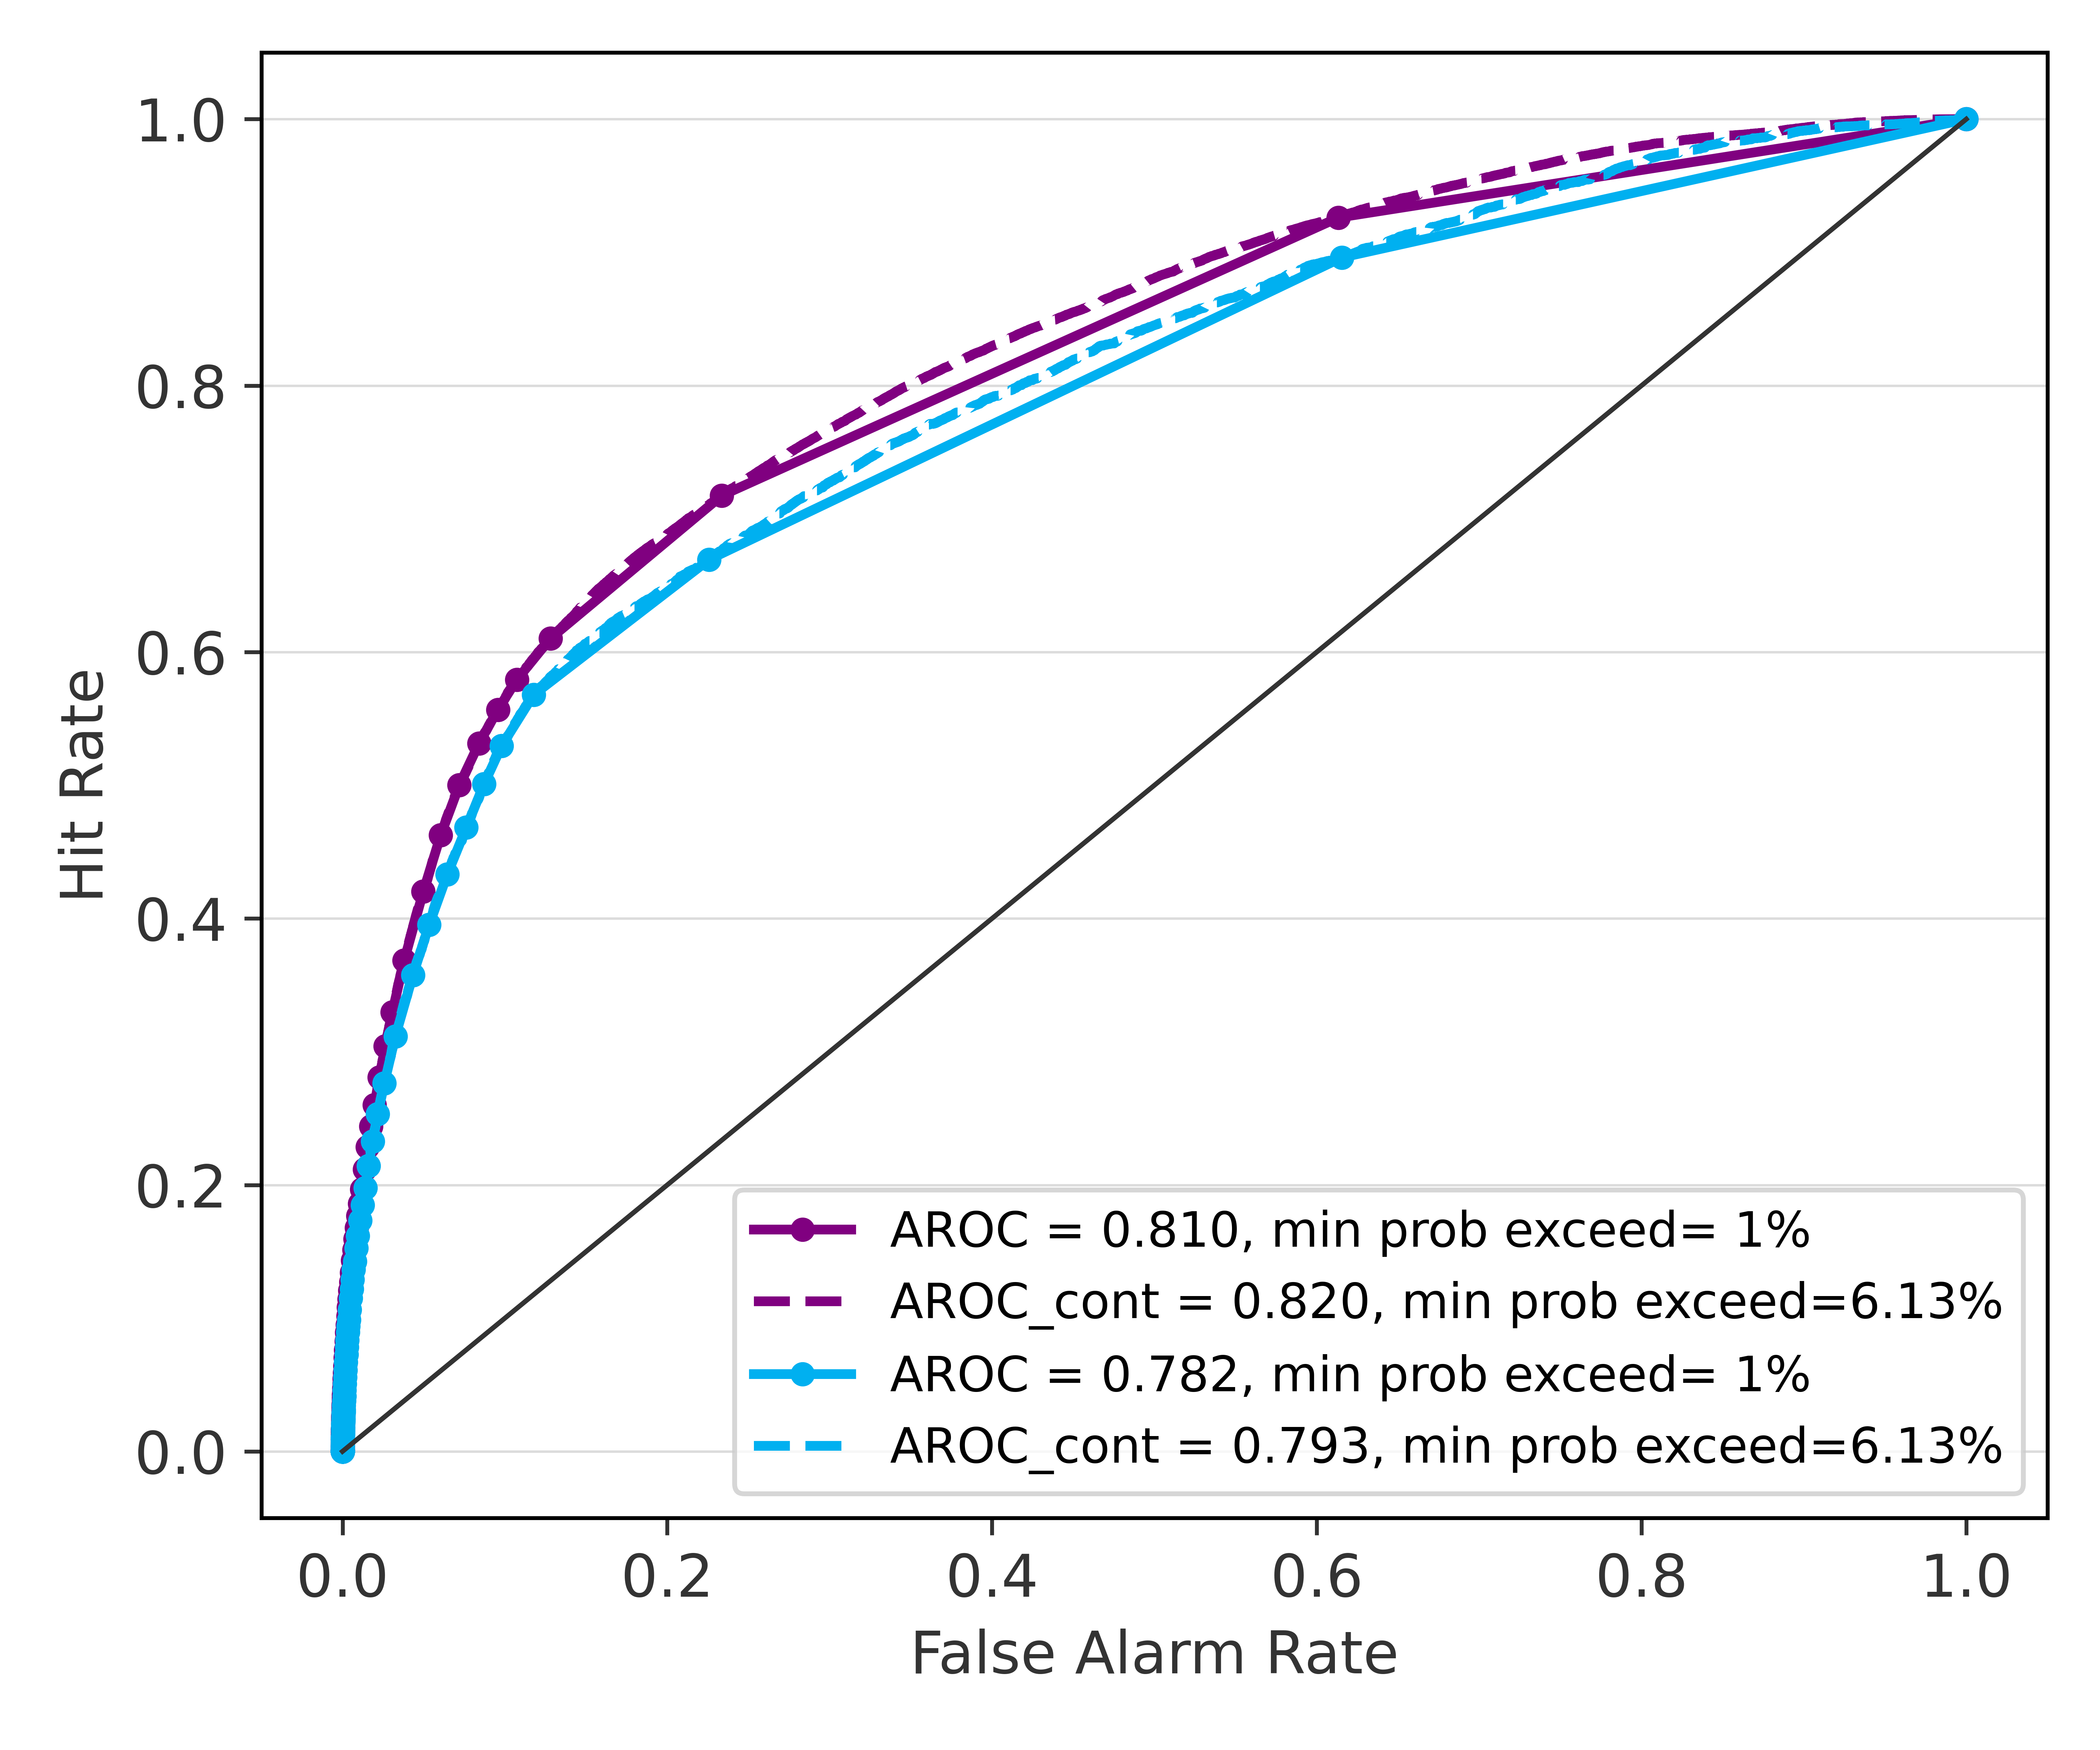 1.0
0.8
0.6
0.4
0.2
0.0
Hit Rate
AROC = 0.810, min prob exceed= 1%
AROC_cont = 0.820, min prob exceed=6.13%
AROC = 0.782, min prob exceed= 1%
AROC_cont = 0.793, min prob exceed=6.13%
0.0 0.2 0.4 0.6 0.8 1.0
False Alarm Rate